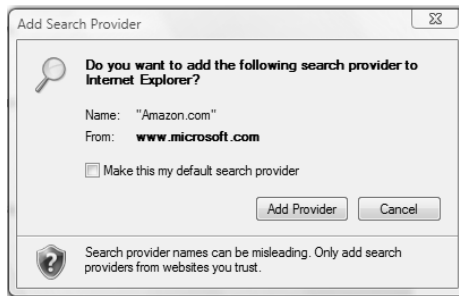 Add Search Provider
Do you want to add the following search provider to
Internet Explorer?
Name: "Amazon.com"
From: www.microsoft.com
Make this my default search provider
Add Provider Cancel
Search provider names can be misleading. Only add search
providers from websites you trust.